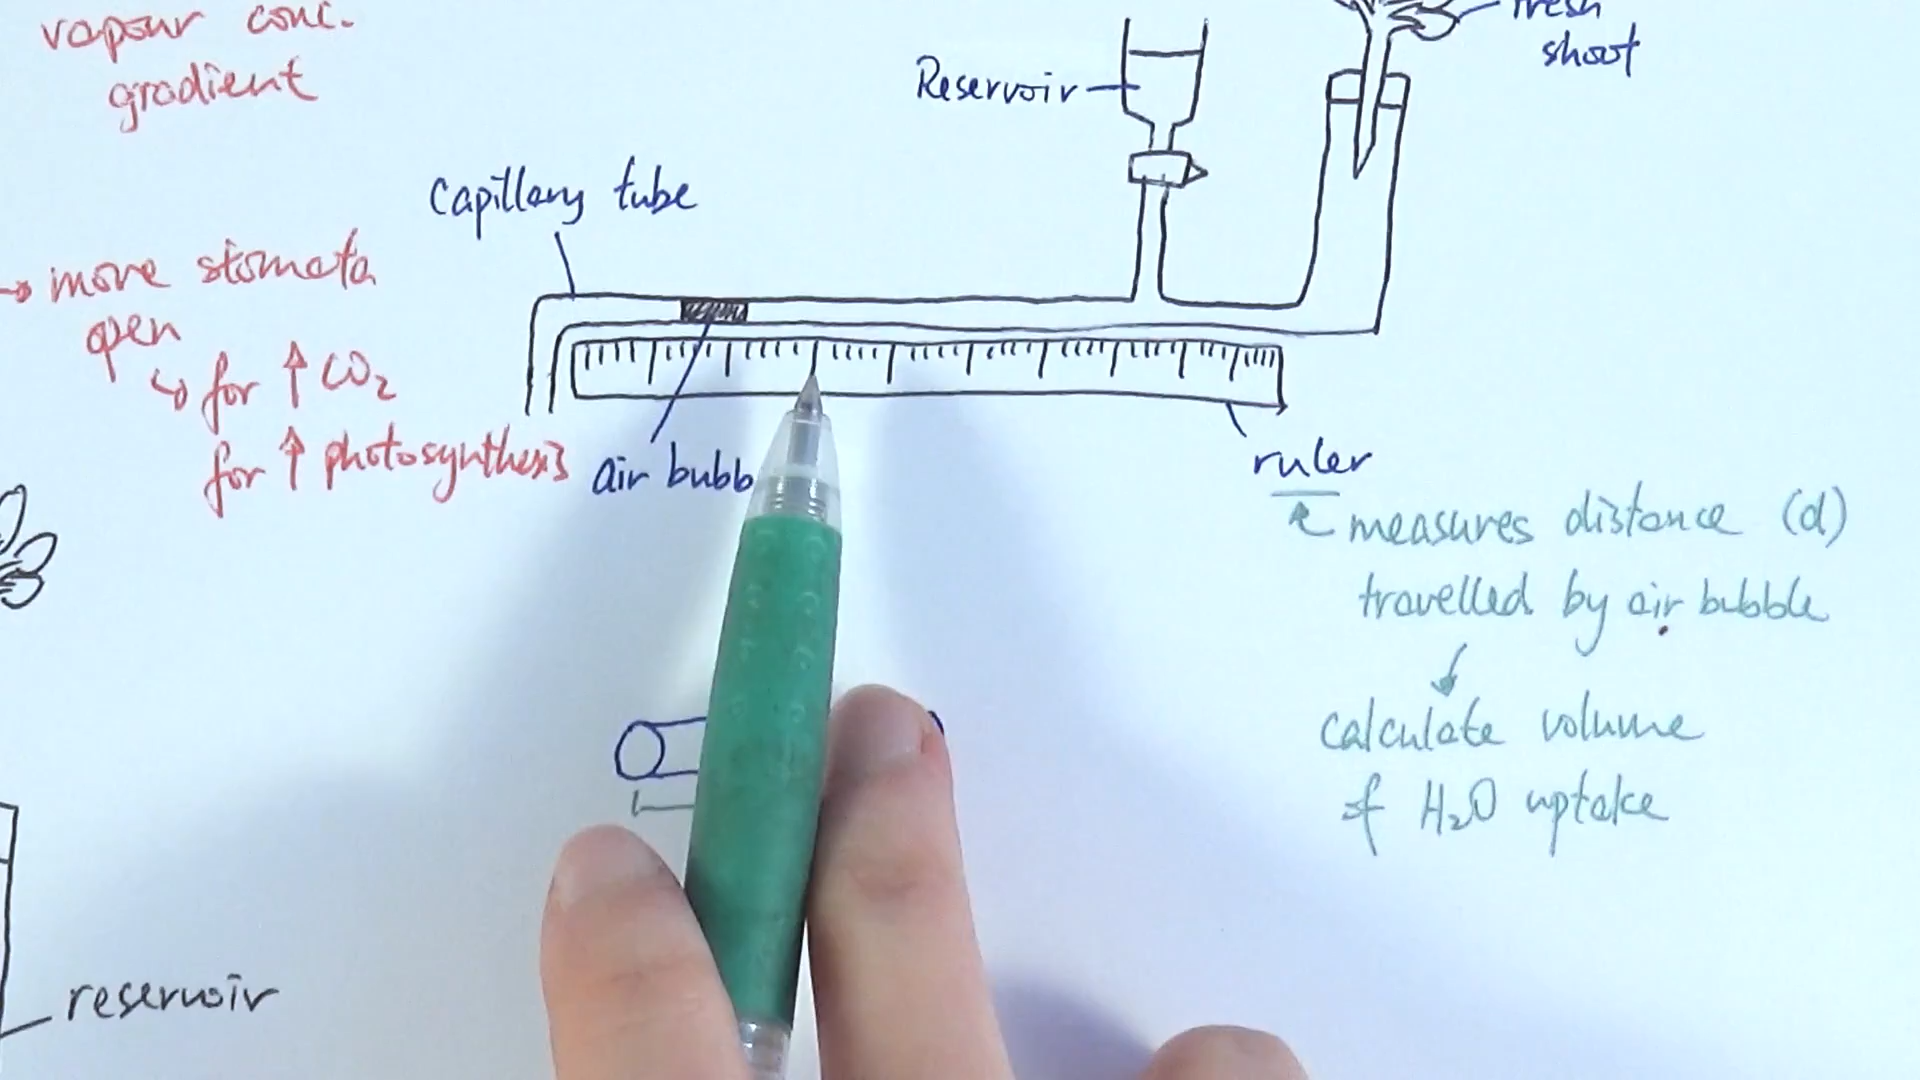 vapour conc.
gradient
→ more stomata
open
↳ for ↑ CO₂
for ↑ photosynthesis
fresh
shoot
Reservoir
Capillary tube
air bubb
ruler
measures distance (d)
travelled by air bubble
↓
calculate volume
of H₂O uptake
reservoir